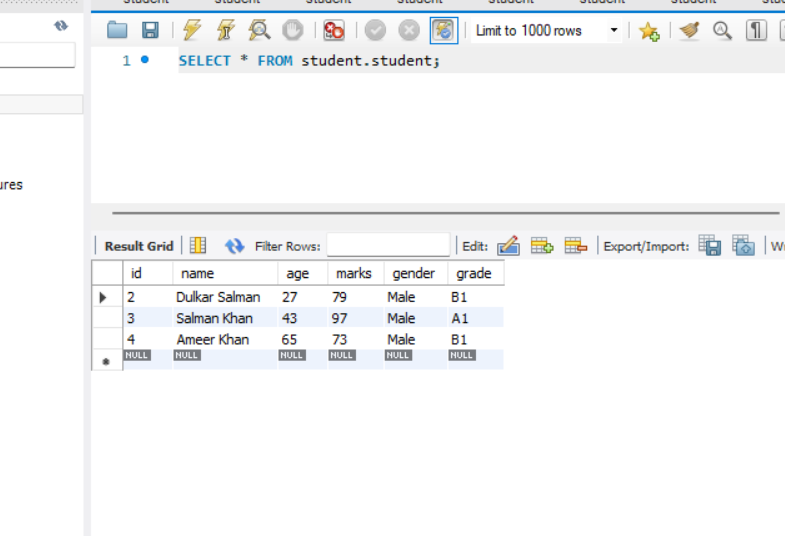 student student student student student student student
Limit to 1000 rows
1 SELECT * FROM student.student;
ures
Result Grid Filter Rows: Edit: Export/Import:
id name age marks gender grade
2 Dulkar Salman 27 79 Male B1
3 Salman Khan 43 97 Male A1
4 Ameer Khan 65 73 Male B1
NULL NULL NULL NULL NULL NULL